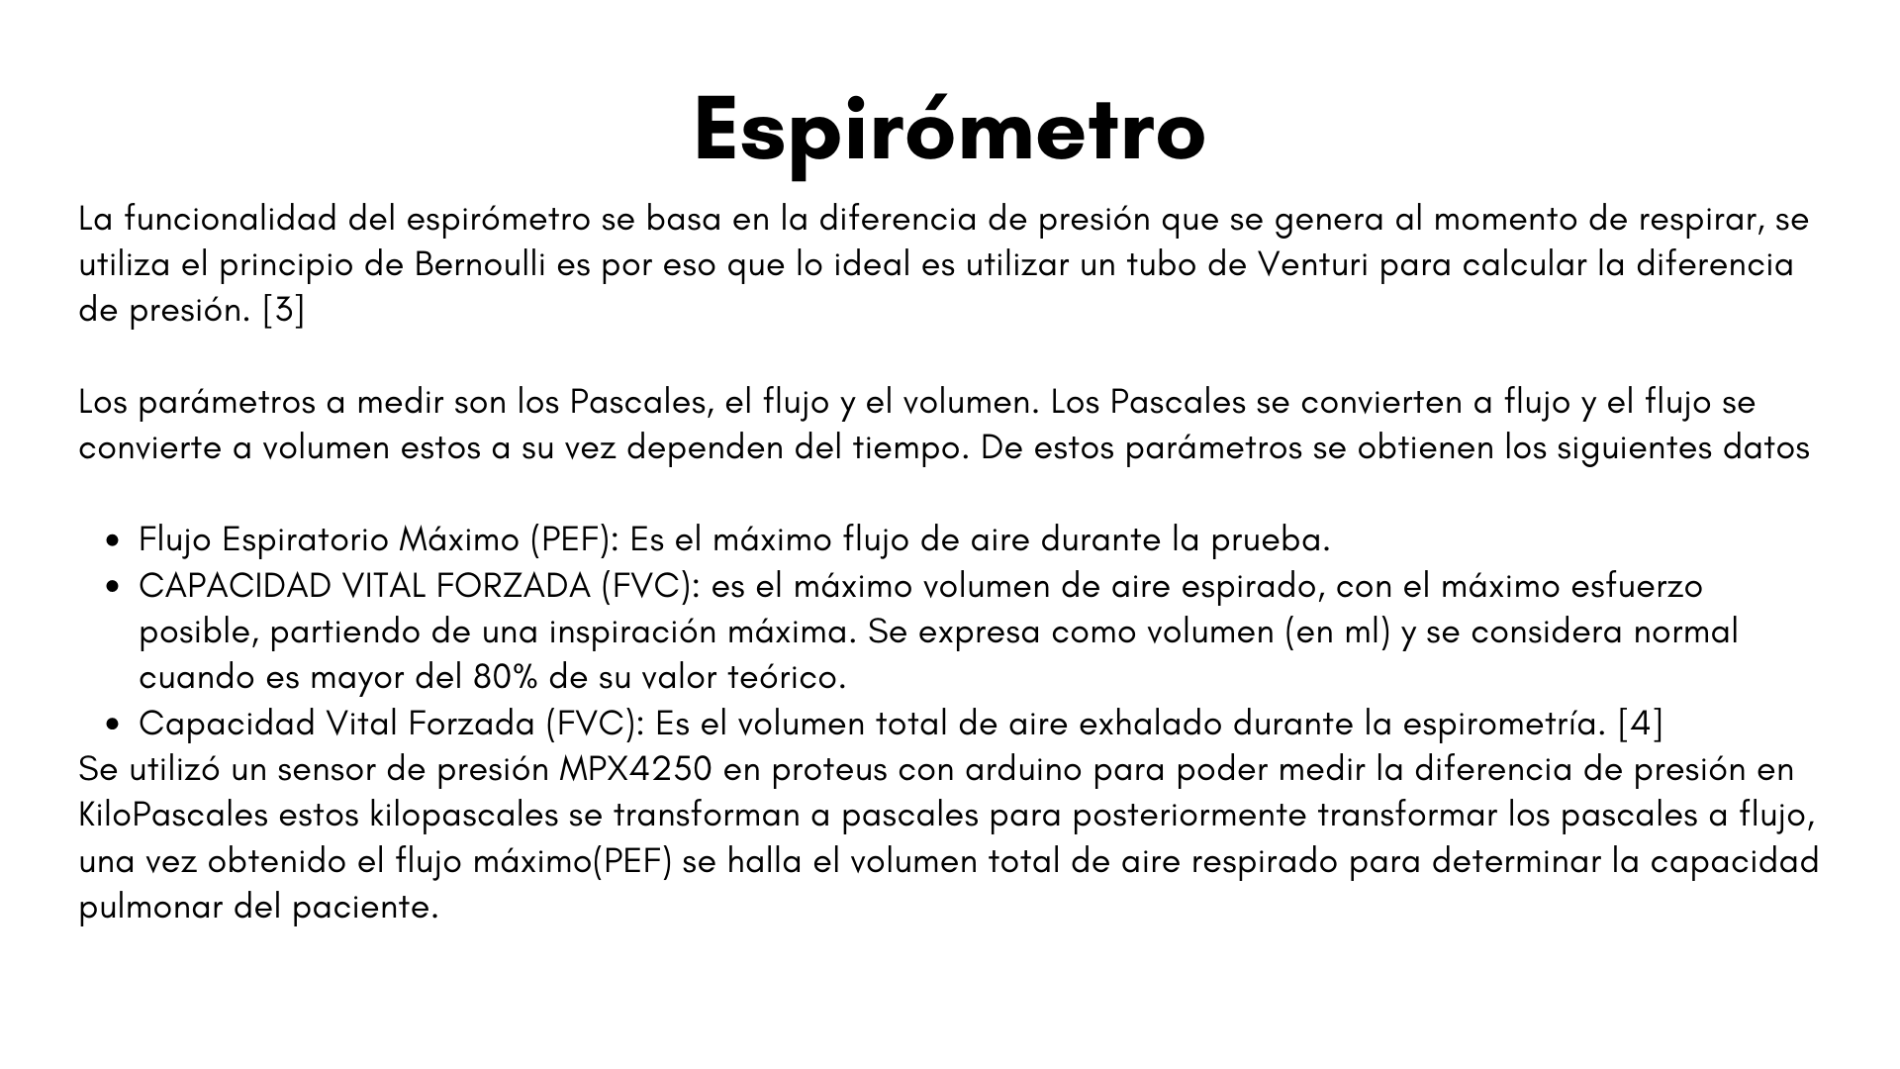 Espirómetro
La funcionalidad del espirómetro se basa en la diferencia de presión que se genera al momento de respirar, se
utiliza el principio de Bernoulli es por eso que lo ideal es utilizar un tubo de Venturi para calcular la diferencia
de presión. [3]
Los parámetros a medir son los Pascales, el flujo y el volumen. Los Pascales se convierten a flujo y el flujo se
convierte a volumen estos a su vez dependen del tiempo. De estos parámetros se obtienen los siguientes datos
• Flujo Espiratorio Máximo (PEF): Es el máximo flujo de aire durante la prueba.
• CAPACIDAD VITAL FORZADA (FVC): es el máximo volumen de aire espirado, con el máximo esfuerzo
posible, partiendo de una inspiración máxima. Se expresa como volumen (en ml) y se considera normal
cuando es mayor del 80% de su valor teórico.
• Capacidad Vital Forzada (FVC): Es el volumen total de aire exhalado durante la espirometría. [4]
Se utilizó un sensor de presión MPX4250 en proteus con arduino para poder medir la diferencia de presión en
KiloPascales estos kilopascales se transforman a pascales para posteriormente transformar los pascales a flujo,
una vez obtenido el flujo máximo(PEF) se halla el volumen total de aire respirado para determinar la capacidad
pulmonar del paciente.